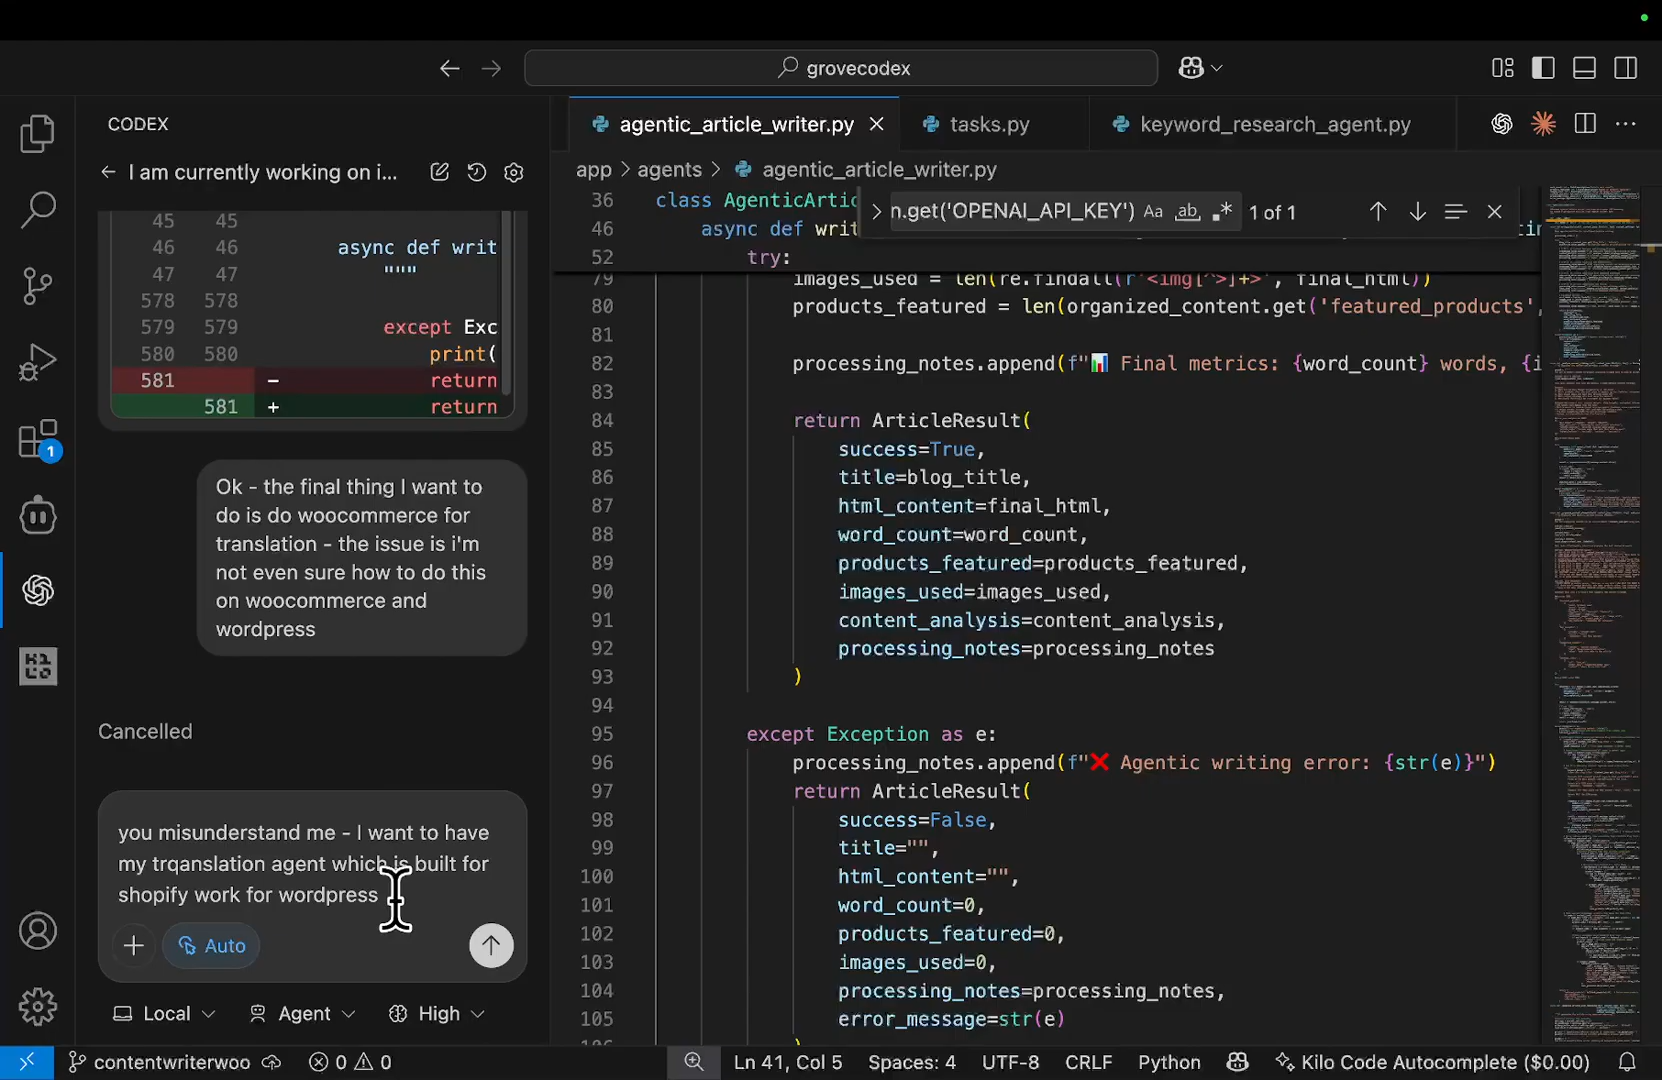 grovecodex
CODEX
I am currently working on i...
45 45
46 46 async def writ
47 47 """"
578 578
579 579 except Exc
580 580 print(
581 - return
581 + return
Ok - the final thing I want to
do is do woocommerce for
translation - the issue is i'm
not even sure how to do this
on woocommerce and
wordpress
Cancelled
you misunderstand me - I want to have
my trqanslation agent which is built for
shopify work for wordpress
Auto
Local Agent High
1
agentic_article_writer.py tasks.py keyword_research_agent.py
app > agents > agentic_article_writer.py
n.get('OPENAI_API_KEY') Aa ab .* 1 of 1
36 class AgenticArtic
46 async def writ
52 try:
79 images_used = len(re.findall(r'<img[^>]+>', final_html))
80 products_featured = len(organized_content.get('featured_products',
81
82 processing_notes.append(f"📊 Final metrics: {word_count} words, {i
83
84 return ArticleResult(
85 success=True,
86 title=blog_title,
87 html_content=final_html,
88 word_count=word_count,
89 products_featured=products_featured,
90 images_used=images_used,
91 content_analysis=content_analysis,
92 processing_notes=processing_notes
93 )
94
95 except Exception as e:
96 processing_notes.append(f"❌ Agentic writing error: {str(e)}")
97 return ArticleResult(
98 success=False,
99 title="",
100 html_content="",
101 word_count=0,
102 products_featured=0,
103 images_used=0,
104 processing_notes=processing_notes,
105 error_message=str(e)
contentwriterwoo 0 0 Ln 41, Col 5 Spaces: 4 UTF-8 CRLF Python Kilo Code Autocomplete ($0.00)